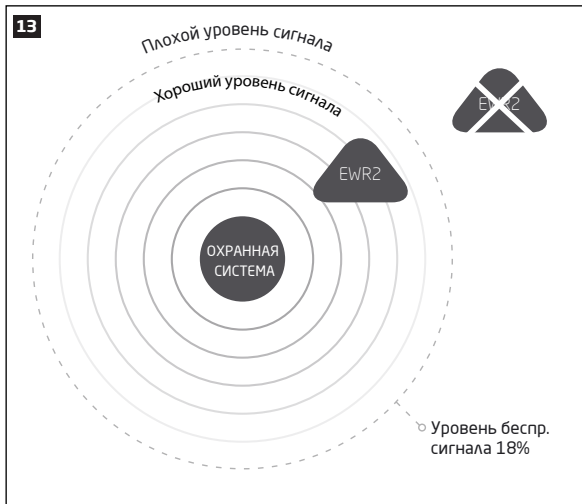 13
Плохой уровень сигнала
Хороший уровень сигнала
EWR2
EWR2
ОХРАННАЯ
СИСТЕМА
Уровень беспр.
сигнала 18%